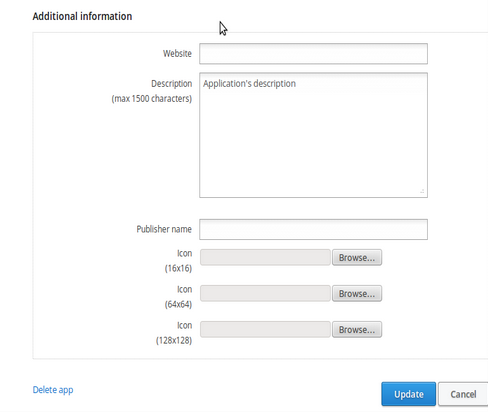 Additional information
Website
Description
(max 1500 characters)
Application's description
Publisher name
Icon
(16x16)
Browse...
Icon
(64x64)
Browse...
Icon
(128x128)
Browse...
Delete app
Update
Cancel